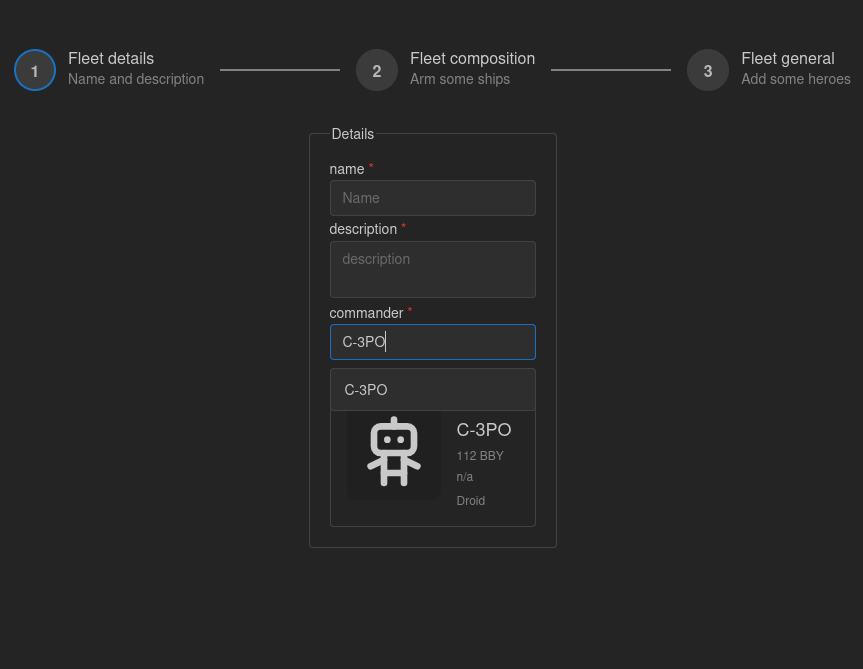 1
Fleet details
Name and description
2
Fleet composition
Arm some ships
3
Fleet general
Add some heroes
Details
name *
Name
description *
description
commander *
C-3PO
C-3PO
C-3PO
112 BBY
n/a
Droid